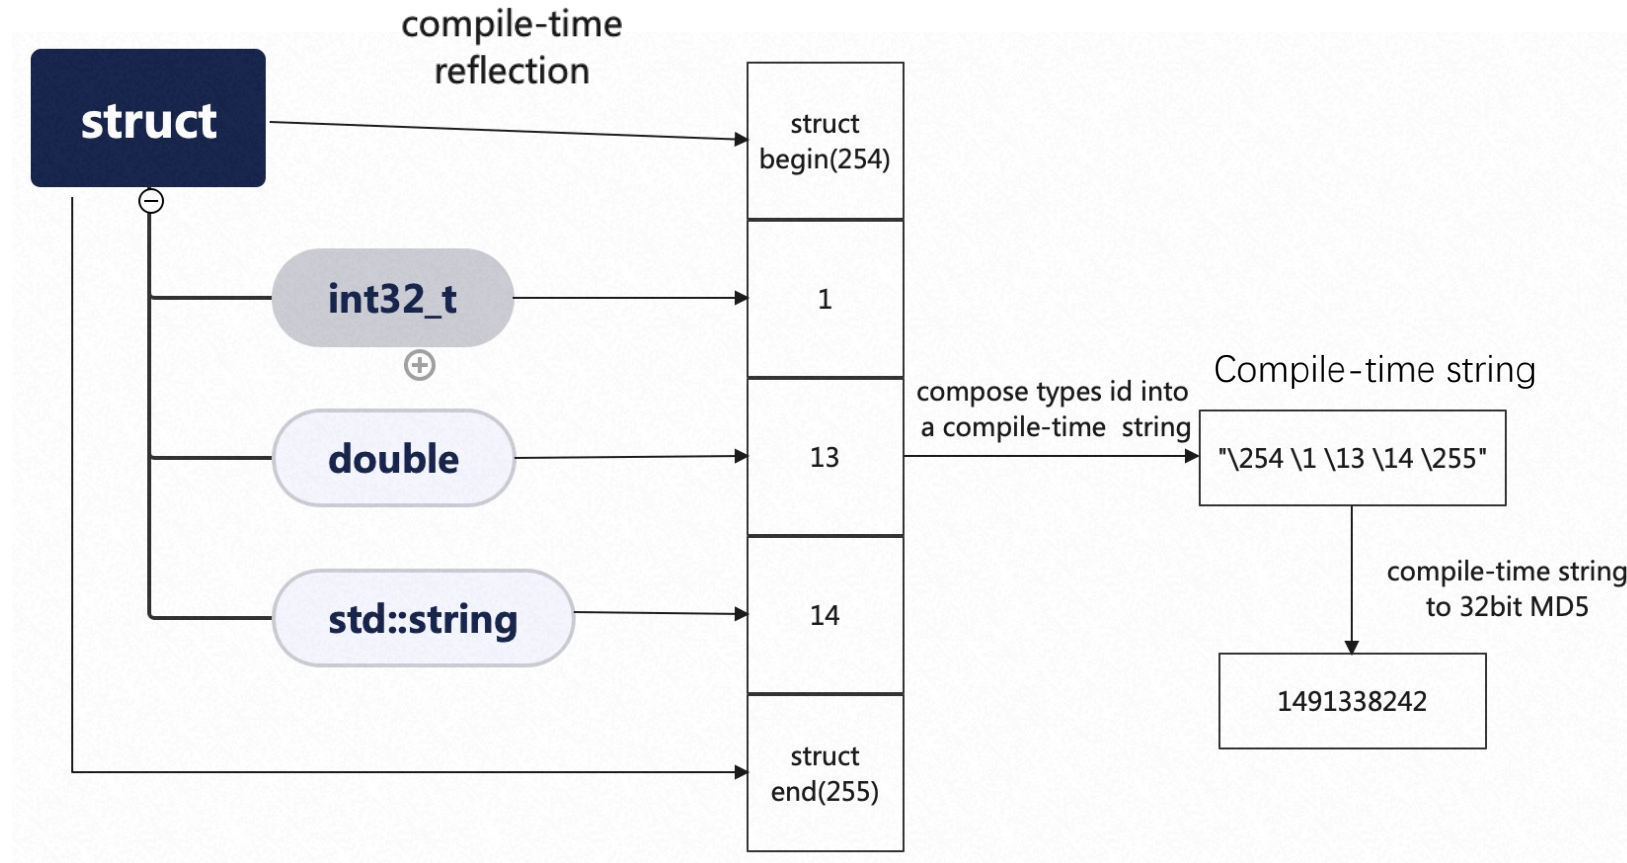 compile-time
reflection
struct
struct
begin(254)
int32_t
1
double
13
std::string
14
struct
end(255)
compose types id into
a compile-time  string
Compile-time string
"\254 \1 \13 \14 \255"
compile-time string
to 32bit MD5
1491338242